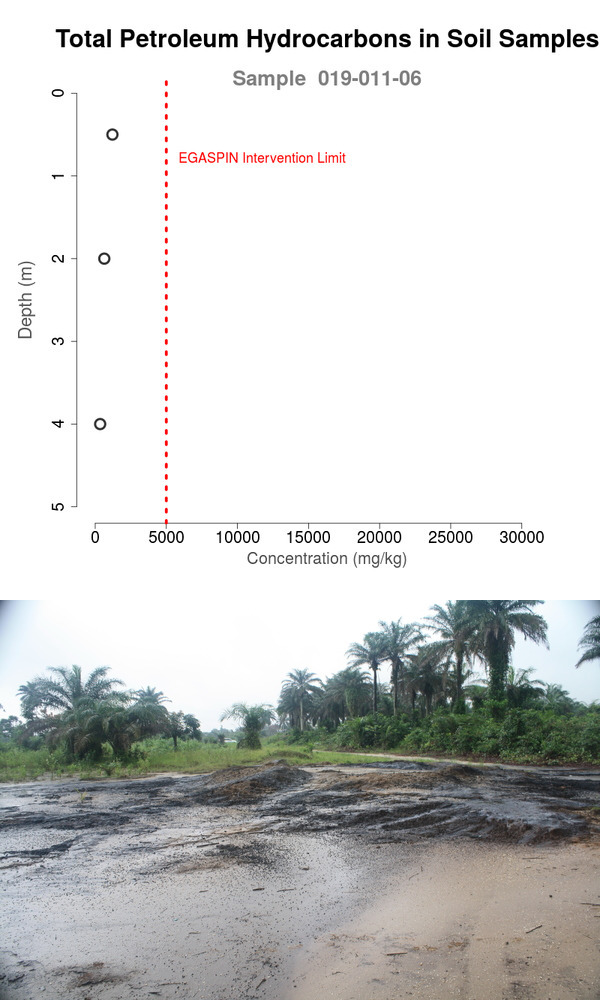 Total Petroleum Hydrocarbons in Soil Samples
Sample 019-011-06
0
EGASPIN Intervention Limit
1
2
3
4
5
Depth (m)
0 5000 10000 15000 20000 25000 30000
Concentration (mg/kg)